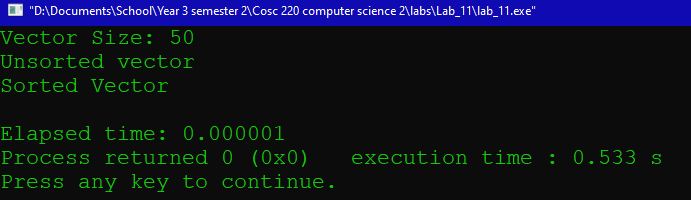 "D:\Documents\School\Year 3 semester 2\Cosc 220 computer science 2\labs\Lab_11\lab_11.exe"
Vector Size: 50
Unsorted vector
Sorted Vector
Elapsed time: 0.000001
Process returned 0 (0x0)   execution time : 0.533 s
Press any key to continue.